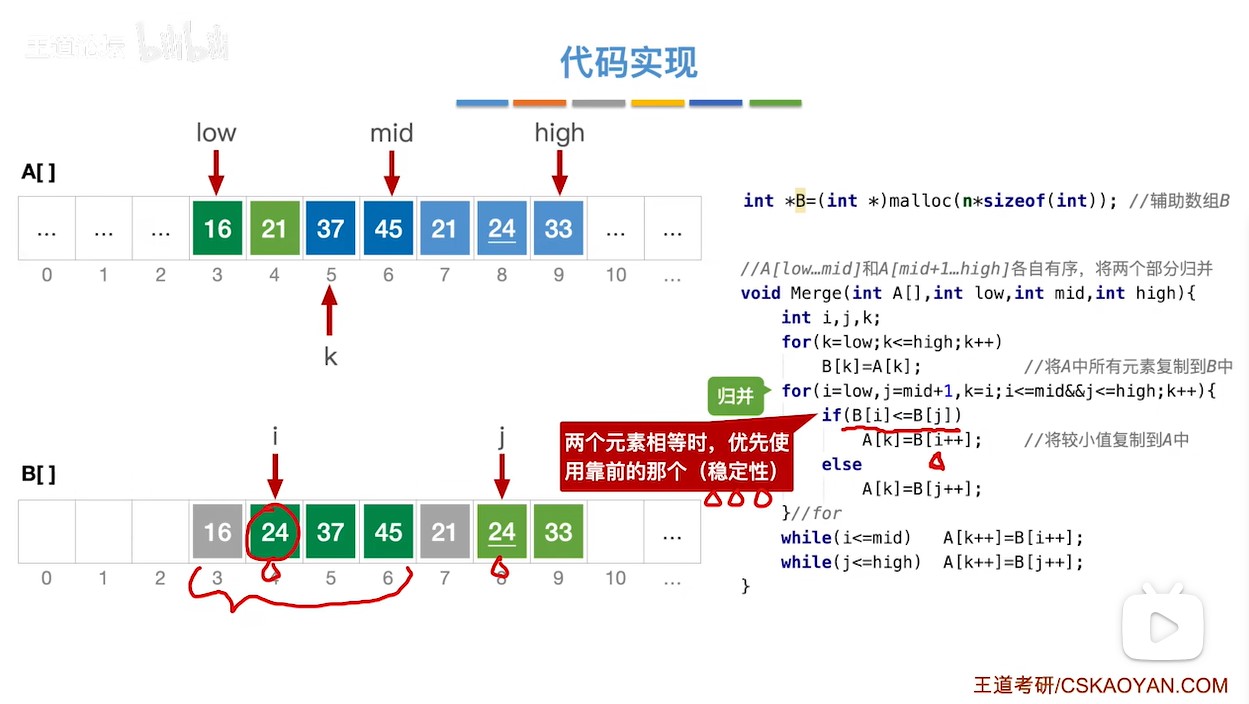 王道论坛 bilibili
代码实现
low mid high
A[ ]
... ... ... 16 21 37 45 21 24 33 ... ...
0 1 2 3 4 5 6 7 8 9 10 ...
k
i j
B[ ]
16 24 37 45 21 24 33 ...
0 1 2 3 4 5 6 7 8 9 10 ...
int *B=(int *)malloc(n*sizeof(int)); //辅助数组B
//A[low…mid]和A[mid+1…high]各自有序，将两个部分归并
void Merge(int A[],int low,int mid,int high){
int i,j,k;
for(k=low;k<=high;k++)
B[k]=A[k]; //将A中所有元素复制到B中
归并
for(i=low,j=mid+1,k=i;i<=mid&&j<=high;k++){
if(B[i]<=B[j])
两个元素相等时，优先使
用靠前的那个（稳定性）
A[k]=B[i++]; //将较小值复制到A中
else
A[k]=B[j++];
}//for
while(i<=mid) A[k++]=B[i++];
while(j<=high) A[k++]=B[j++];
}
王道考研/CSKAOYAN.COM